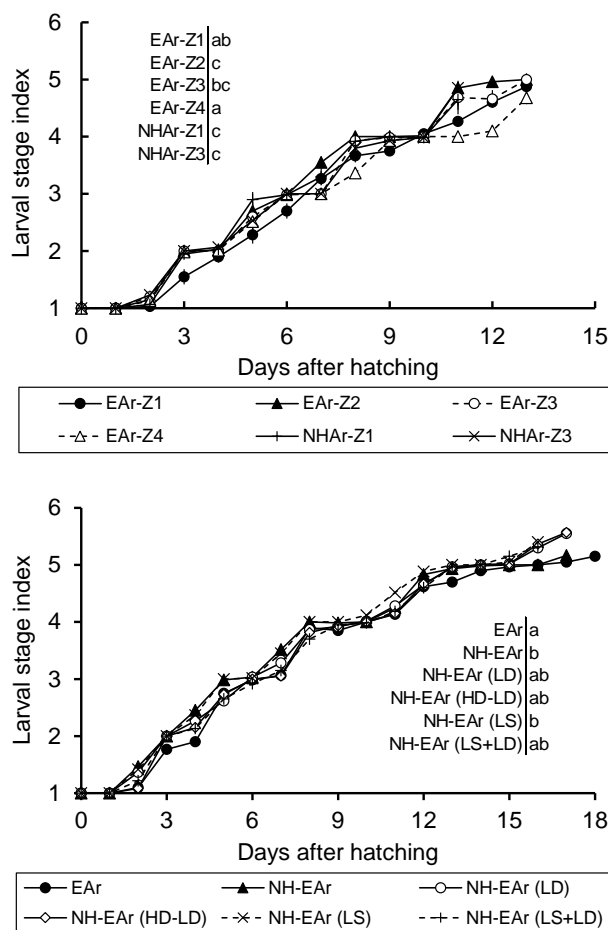 6
5
4
3
2
1
Larval stage index
EAr-Z1 ab
EAr-Z2 c
EAr-Z3 bc
EAr-Z4 a
NHAr-Z1 c
NHAr-Z3 c
0 3 6 9 12 15
Days after hatching
EAr-Z1 EAr-Z2 EAr-Z3
EAr-Z4 NHAr-Z1 NHAr-Z3
6
5
4
3
2
1
Larval stage index
EAr a
NH-EAr b
NH-EAr (LD) ab
NH-EAr (HD-LD) ab
NH-EAr (LS) b
NH-EAr (LS+LD) ab
0 3 6 9 12 15 18
Days after hatching
EAr NH-EAr NH-EAr (LD)
NH-EAr (HD-LD) NH-EAr (LS) NH-EAr (LS+LD)